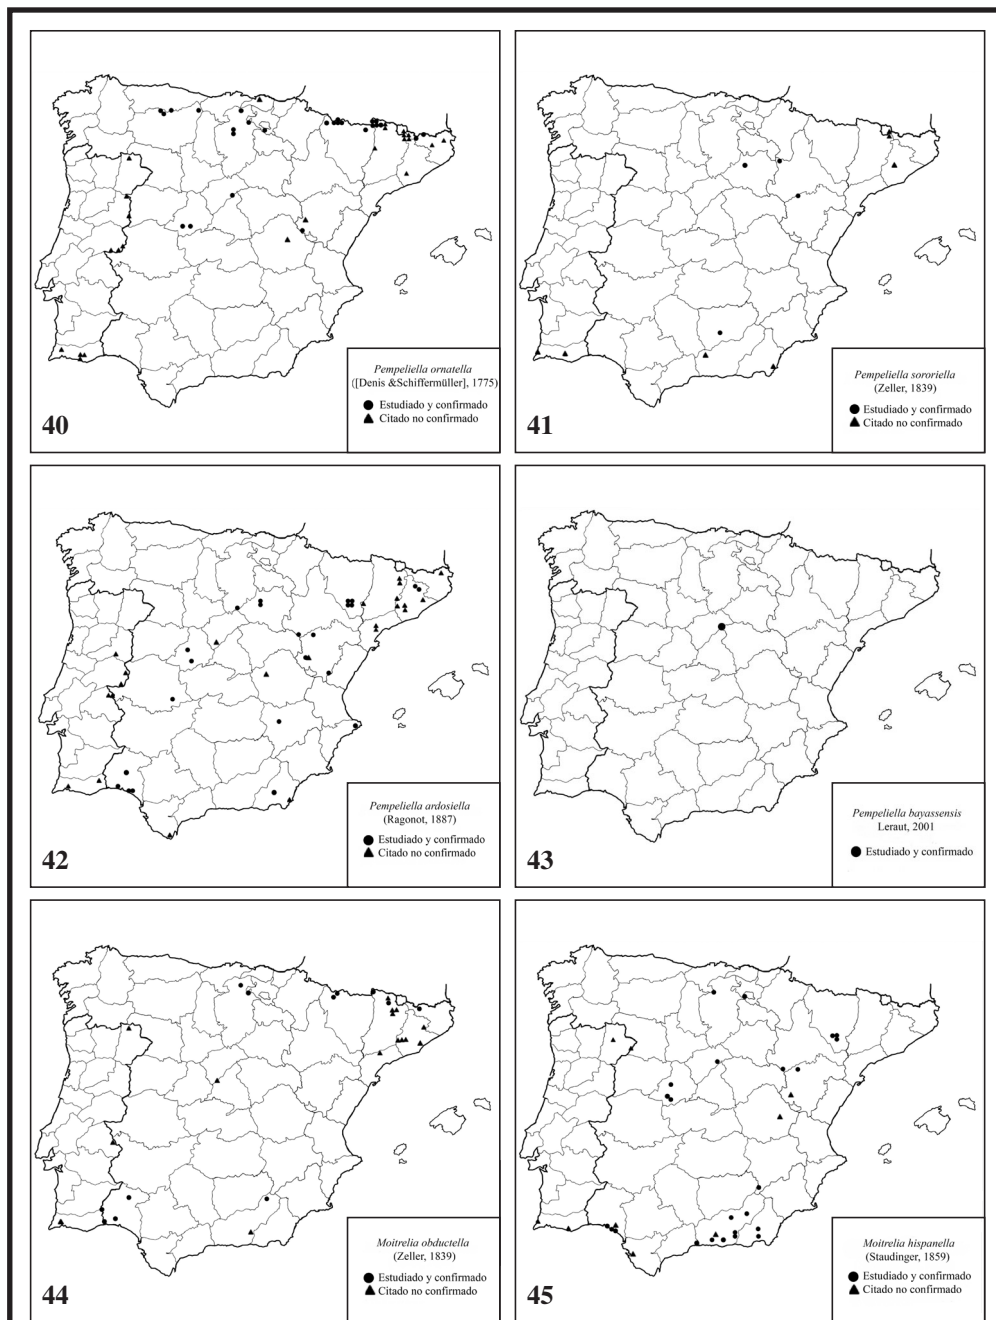 Pempeliella ornatella
([Denis &Schiffermüller], 1775)
Estudiado y confirmado
Citado no confirmado
40
Pempeliella sororiella
(Zeller, 1839)
Estudiado y confirmado
Citado no confirmado
41
Pempeliella ardosiella
(Ragonot, 1887)
Estudiado y confirmado
Citado no confirmado
42
Pempeliella bayassensis
Leraut, 2001
Estudiado y confirmado
43
Moitrelia obductella
(Zeller, 1839)
Estudiado y confirmado
Citado no confirmado
44
Moitrelia hispanella
(Staudinger, 1859)
Estudiado y confirmado
Citado no confirmado
45